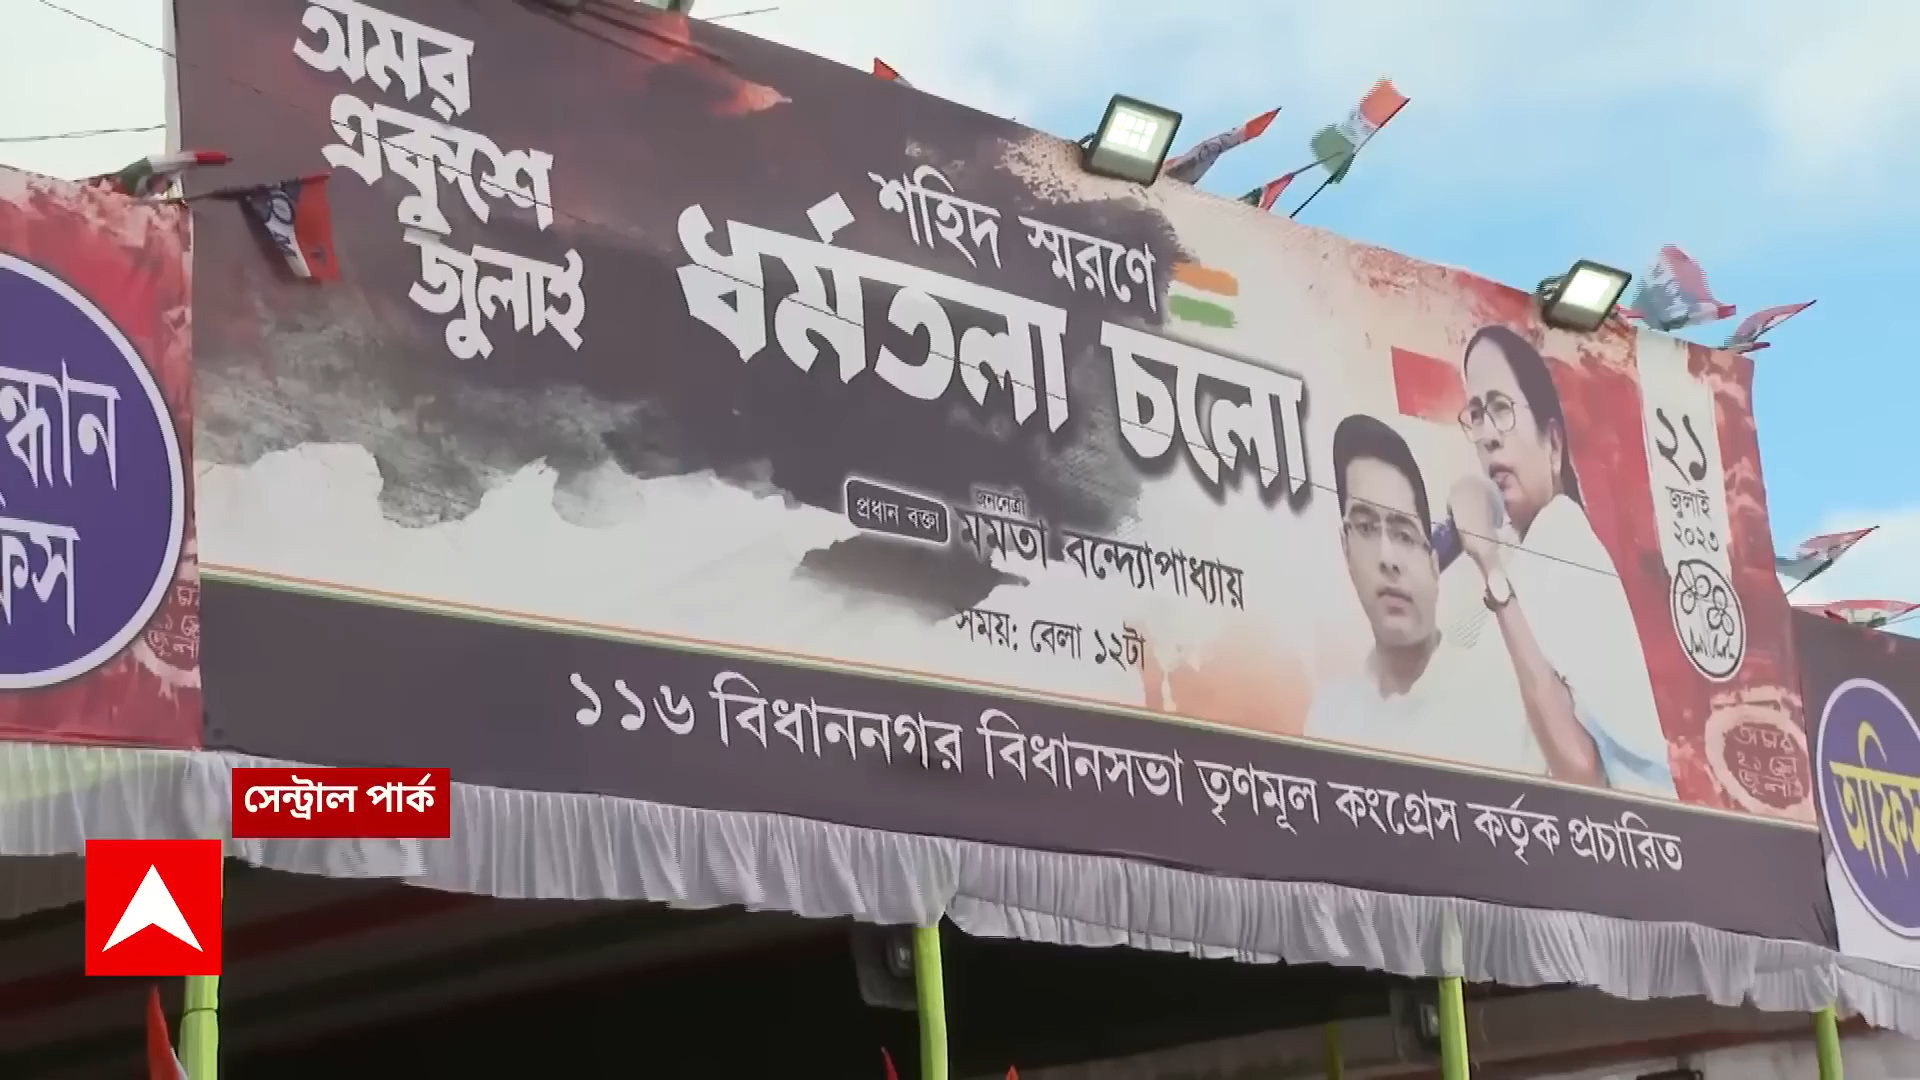 অমর
একুশে
জুলাই
শহিদ স্মরণে
ধর্মতলা চলো
প্রধান বক্তা
জননেত্রী
মমতা বন্দ্যোপাধ্যায়
সময়: বেলা ১২টা
২১
জুলাই
২০২৩
১১৬ বিধাননগর বিধানসভা তৃণমূল কংগ্রেস কর্তৃক প্রচারিত
সেন্ট্রাল পার্ক